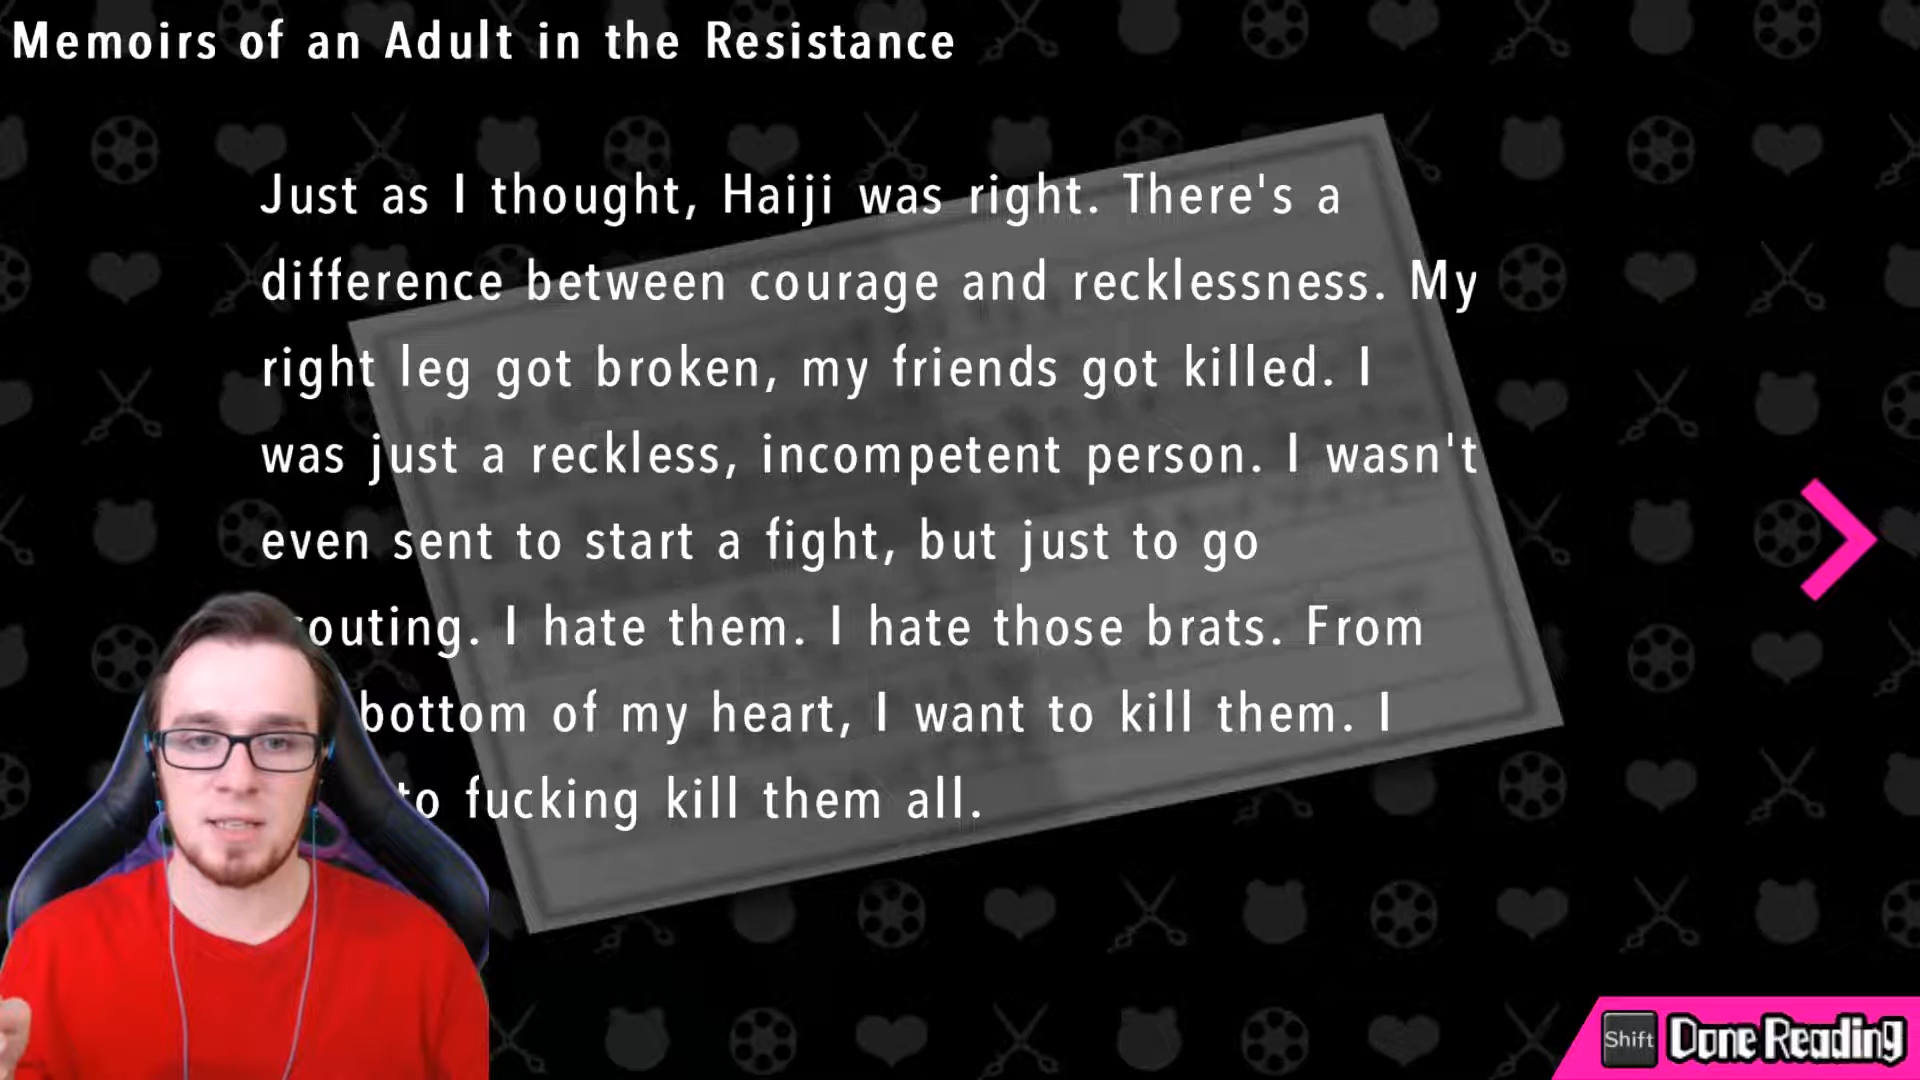 Memoirs of an Adult in the Resistance
Just as I thought, Haiji was right. There's a
difference between courage and recklessness. My
right leg got broken, my friends got killed. I
was just a reckless, incompetent person. I wasn't
even sent to start a fight, but just to go
outing. I hate them. I hate those brats. From
bottom of my heart, I want to kill them. I
to fucking kill them all.
Shift Done Reading